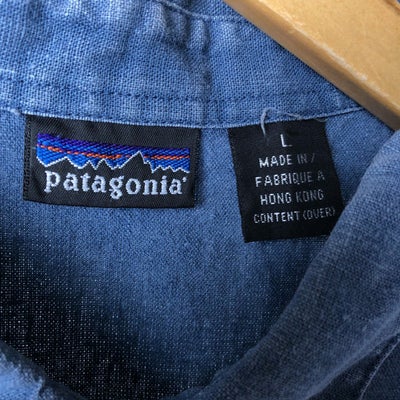 patagonia®
L
MADE IN /
FABRIQUE A
HONG KONG
CONTENT (OVER)